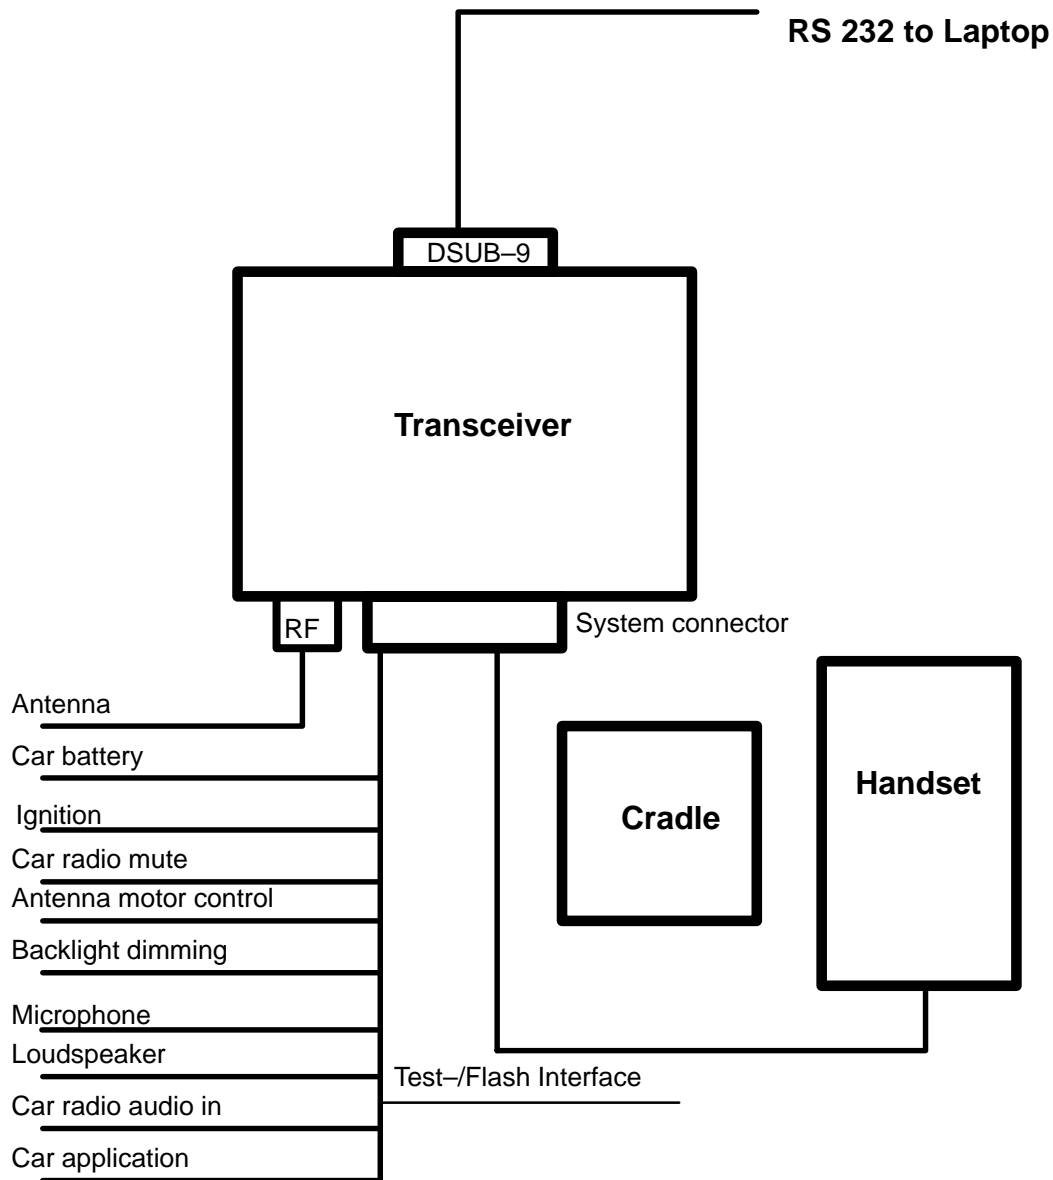 RS 232 to Laptop
DSUB–9
Transceiver
RF
System connector
Antenna
Car battery
Ignition
Car radio mute
Antenna motor control
Backlight dimming
Microphone
Loudspeaker
Car radio audio in
Car application
Test–/Flash Interface
Cradle
Handset